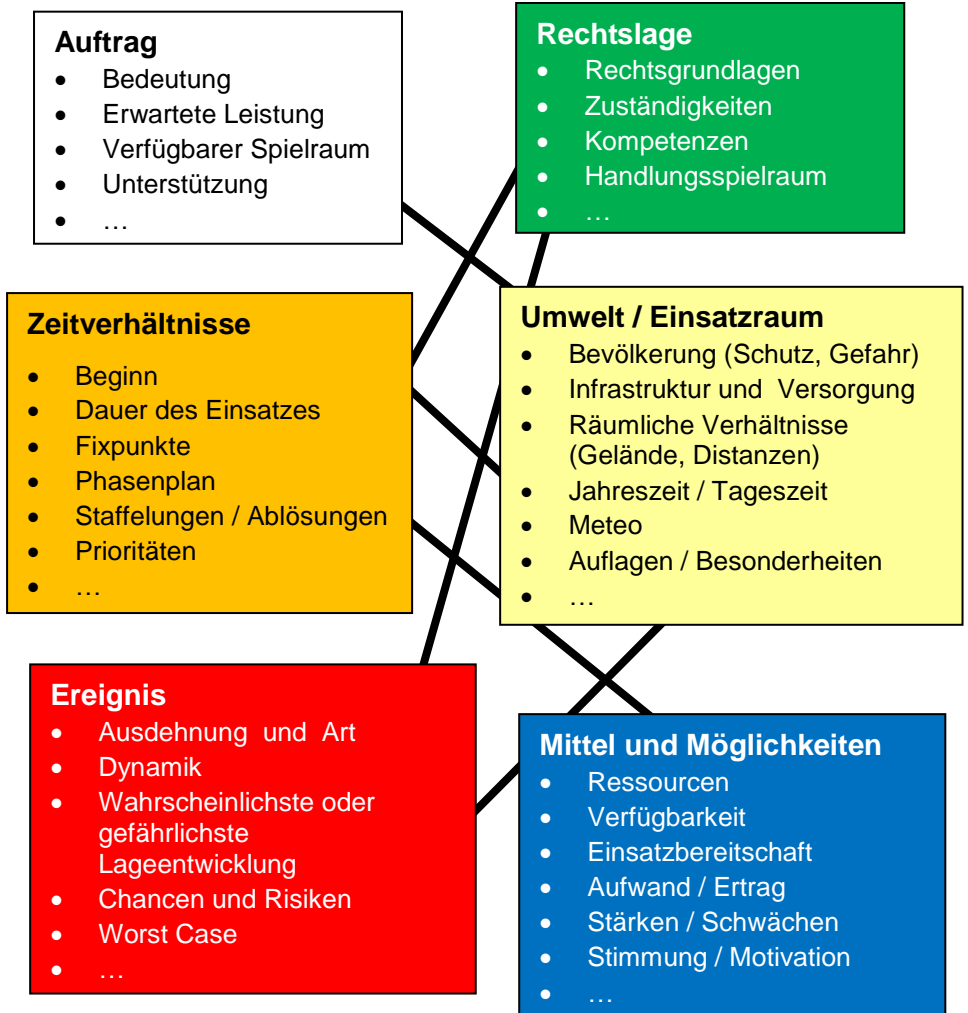 Auftrag
• Bedeutung
• Erwartete Leistung
• Verfügbarer Spielraum
• Unterstützung
• …
Rechtslage
• Rechtsgrundlagen
• Zuständigkeiten
• Kompetenzen
• Handlungsspielraum
• …
Zeitverhältnisse
• Beginn
• Dauer des Einsatzes
• Fixpunkte
• Phasenplan
• Staffelungen / Ablösungen
• Prioritäten
• …
Umwelt / Einsatzraum
• Bevölkerung (Schutz, Gefahr)
• Infrastruktur und Versorgung
• Räumliche Verhältnisse
(Gelände, Distanzen)
• Jahreszeit / Tageszeit
• Meteo
• Auflagen / Besonderheiten
• …
Ereignis
• Ausdehnung und Art
• Dynamik
• Wahrscheinlichste oder
gefährlichste
Lageentwicklung
• Chancen und Risiken
• Worst Case
• …
Mittel und Möglichkeiten
• Ressourcen
• Verfügbarkeit
• Einsatzbereitschaft
• Aufwand / Ertrag
• Stärken / Schwächen
• Stimmung / Motivation
• …